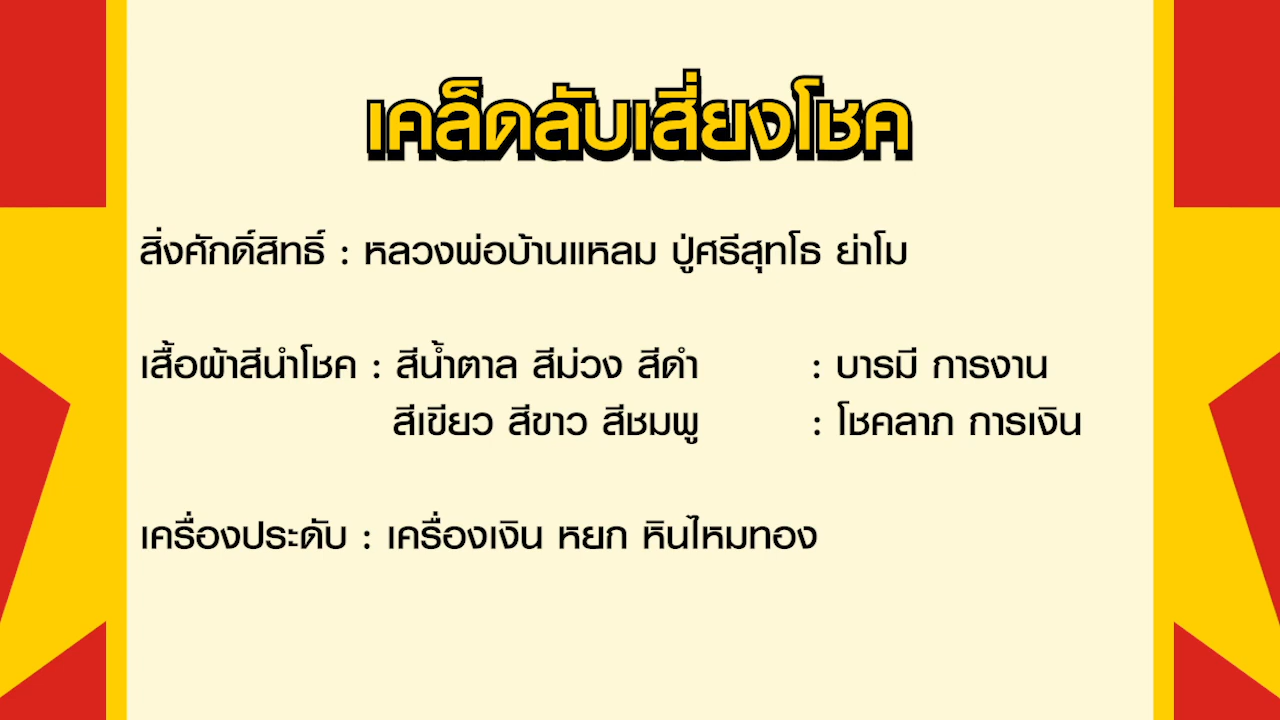 เคล็ดลับเสี่ยงโชค
สิ่งศักดิ์สิทธิ์ : หลวงพ่อบ้านแหลม ปู่ศรีสุทโธ ย่าโม
เสื้อผ้าสีนำโชค : สีน้ำตาล สีม่วง สีดำ : บารมี การงาน
สีเขียว สีขาว สีชมพู : โชคลาภ การเงิน
เครื่องประดับ : เครื่องเงิน หยก หินไหมทอง